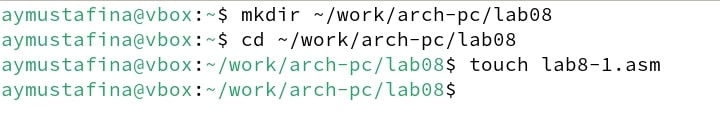 aymustafina@vbox:~$ mkdir ~/work/arch-pc/lab08
aymustafina@vbox:~$ cd ~/work/arch-pc/lab08
aymustafina@vbox:~/work/arch-pc/lab08$ touch lab8-1.asm
aymustafina@vbox:~/work/arch-pc/lab08$